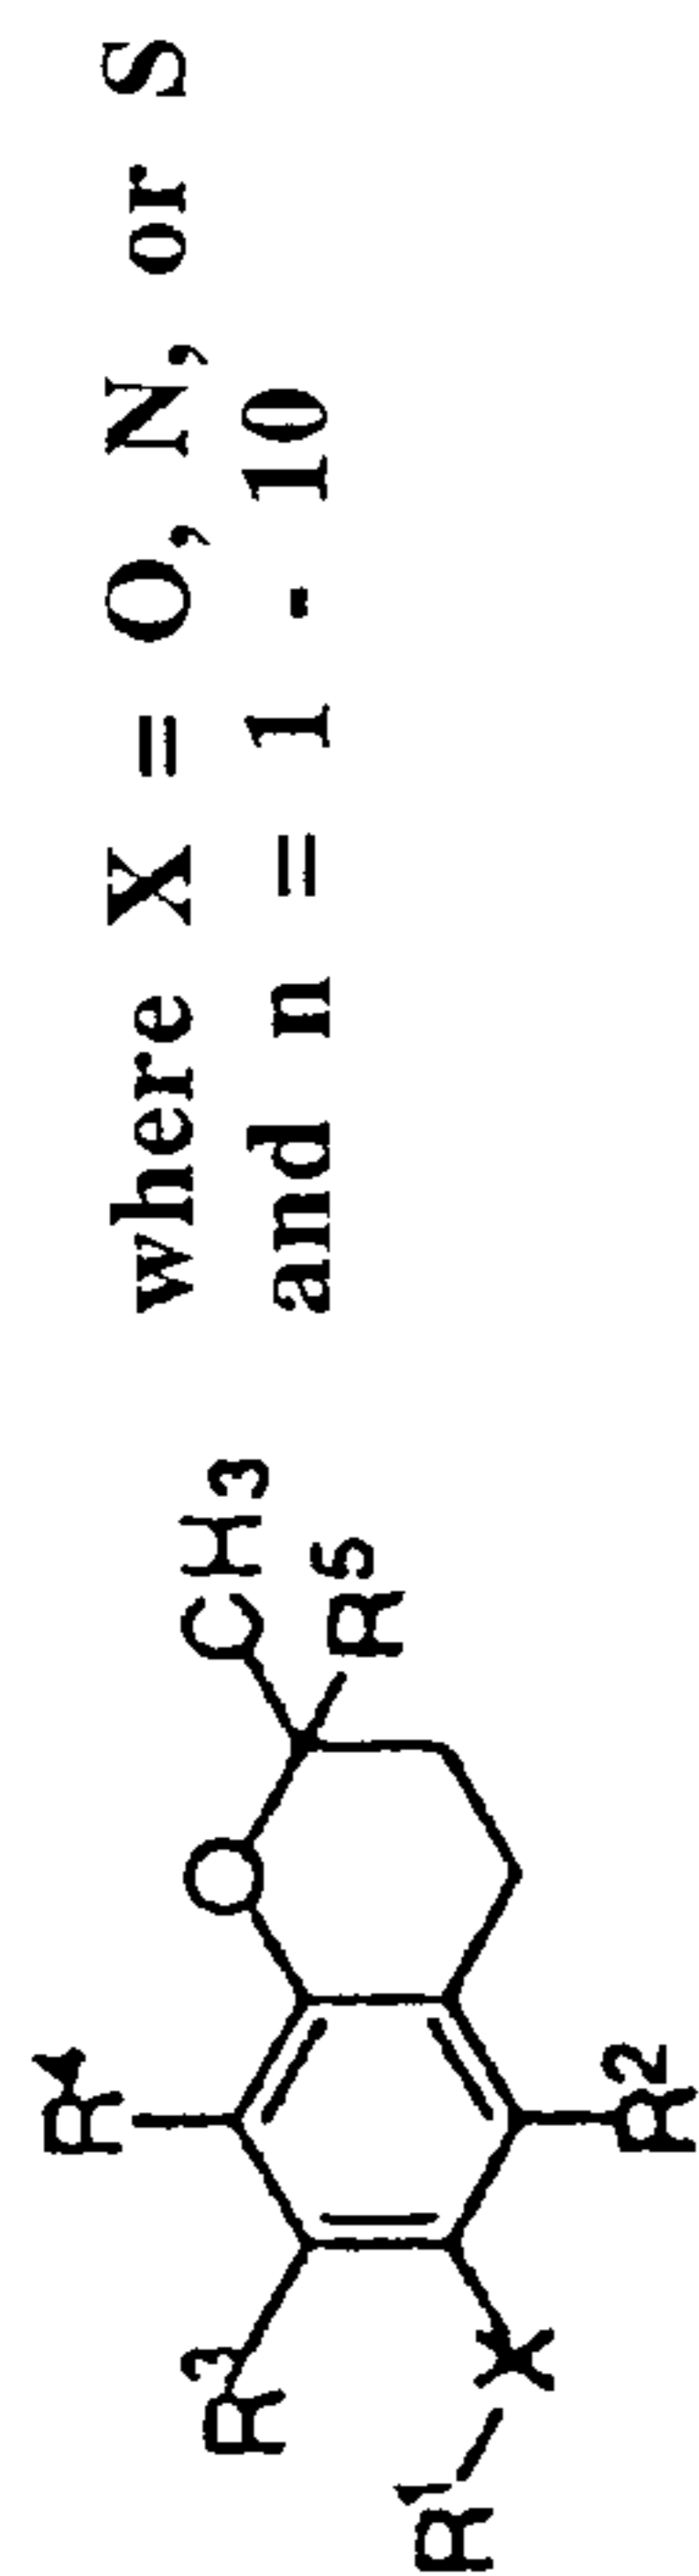 where X = O, N, or S
and n = 1 - 10
R4
O
CH3
R3
R5
R1
X
R2